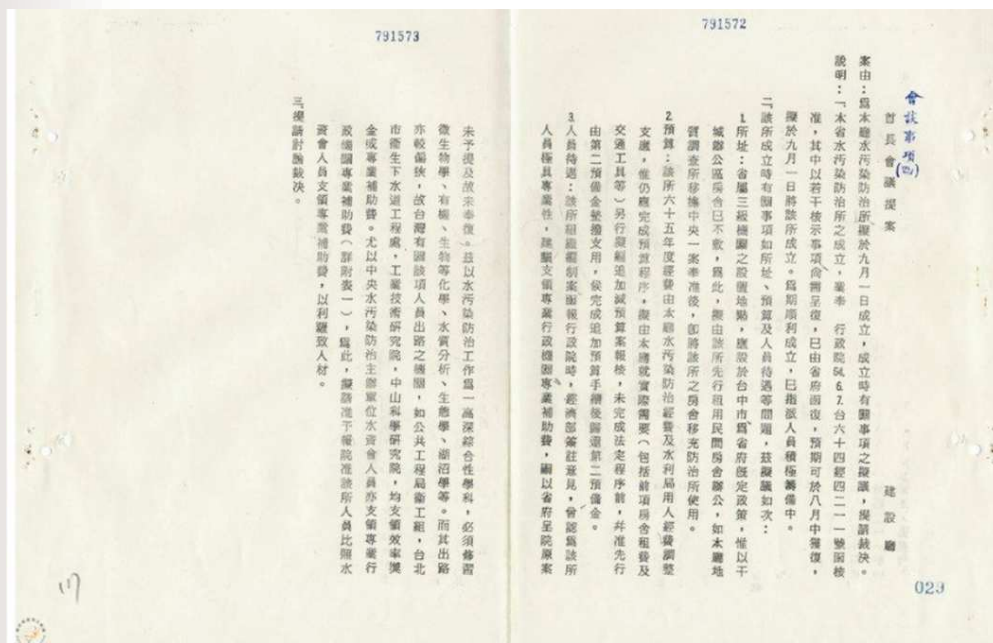 791572
會談事項(四)
首長會議提案
建設廳
案由：為本廳水污染防治所擬於九月一日成立，成立時有關事項之擬議，提請裁決。
說明：一、本省水污染防治所之成立，業奉 行政院64.6.7.台六十四經四二一一號函核
准，其中以若干核示事項尚需呈復，已由省府函復，預期可於八月中獲復，
擬於九月一日將該所成立。為期順利成立，已指派人員積極籌備中。
二、該所成立時有關事項如所址、預算及人員待遇等問題，茲擬議如次：
1.所址：省屬三級機關之設置地點，應設於台中市為省府既定政策，惟以干
城辦公區房舍已不敷，為此，擬由該所先行租用民間房舍辦公，如本廳地
質調查所移撥中央一案奉准後，即將該所之房舍移充防治所使用。
2.預算：該所六十五年度經費由本廳水污染防治經費及水利局用人經費調整
支應，惟仍應完成預算程序，擬由本廳就實際需要（包括前項房舍租費及
交通工具等）另行擬編追加減預算案報核，未完成法定程序前，并准先行
由第二預備金墊撥支用，俟完成追加預算手續後歸還第二預備金。
3.人員待遇：該所組織編制案函報行政院時，經濟部簽註意見，曾認為該所
人員極具專業性，建議支領專業行政機關專業補助費，關以省府呈院原案
029
791573
未予提及故未奉復。茲以水污染防治工作為一高深綜合性學科，必須修習
微生物學、有機、生物等化學、水質分析、生態學、湖沼學等。而其出路
亦較偏狹，故台灣有關該項人員出路之機關，如公共工程局衛工組，台北
市衛生下水道工程處，工業技術研究院，中山科學研究院，均支領效率獎
金或專業補助費。尤以中央水污染防治主辦單位水資會人員亦支領專業行
政機關專業補助費（詳附表一），為此，擬請准予報院准該所人員比照水
資會人員支領專業補助費，以利羅致人材。
三、提請討論裁決。